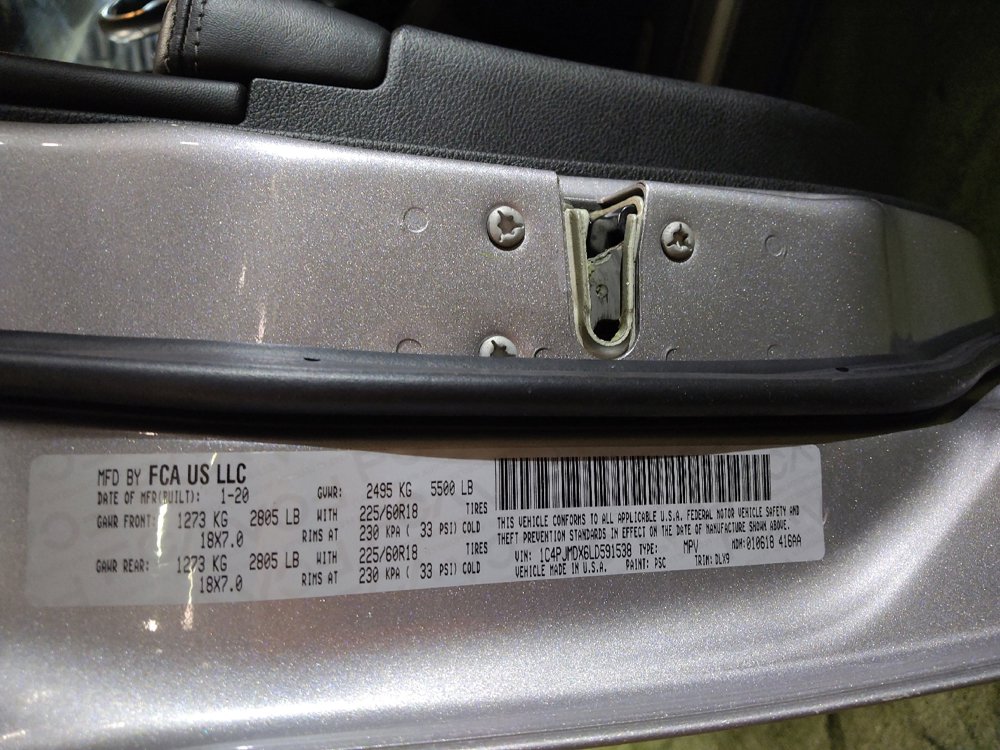 MFD BY FCA US LLC
DATE OF MFR(BUILT): 1-20 GVWR: 2495 KG 5500 LB
GAWR FRONT: 1273 KG 2805 LB WITH 225/60R18 TIRES
18X7.0 RIMS AT 230 KPA ( 33 PSI) COLD
GAWR REAR: 1273 KG 2805 LB WITH 225/60R18 TIRES
18X7.0 RIMS AT 230 KPA ( 33 PSI) COLD
THIS VEHICLE CONFORMS TO ALL APPLICABLE U.S.A. FEDERAL MOTOR VEHICLE SAFETY AND
THEFT PREVENTION STANDARDS IN EFFECT ON THE DATE OF MANUFACTURE SHOWN ABOVE.
VIN: 1C4PJMDX6LD591538 TYPE: MPV MDH: 010618 416AA
VEHICLE MADE IN U.S.A. PAINT: PSC TRIM: DLX9